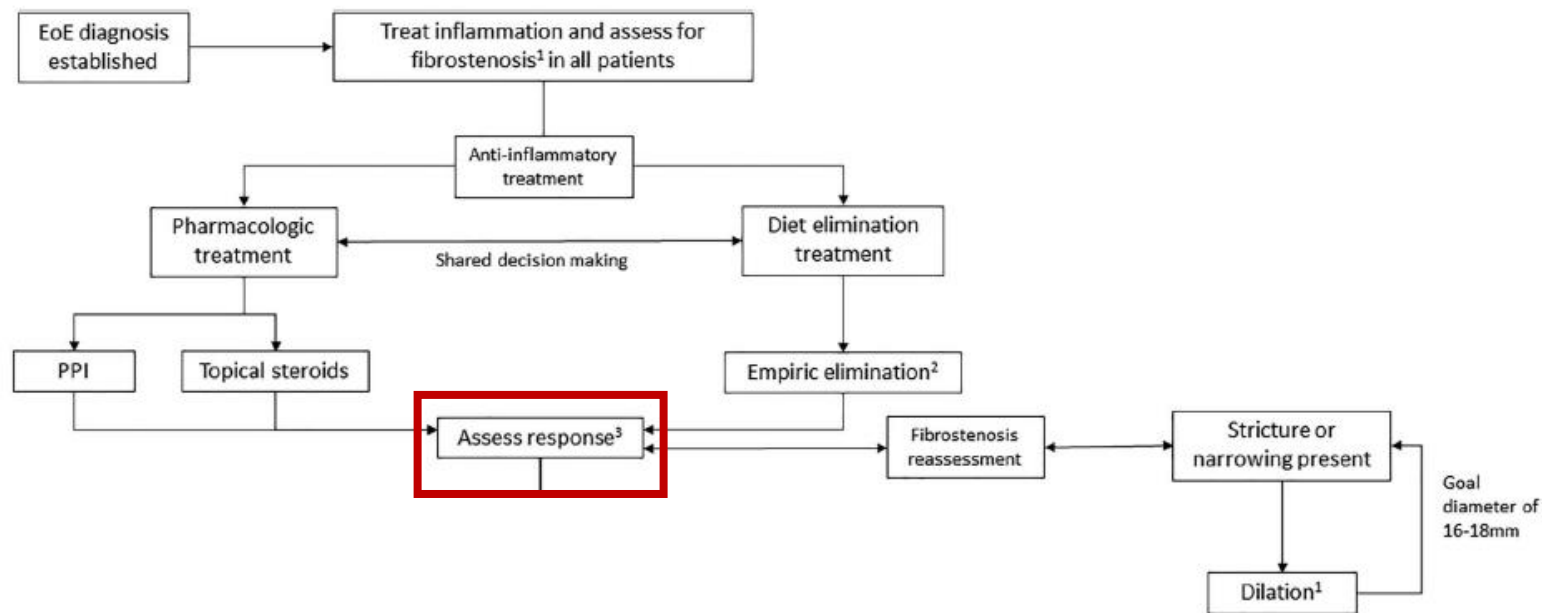 EoE diagnosis
established
Treat inflammation and assess for
fibrostenosis¹ in all patients
Anti-inflammatory
treatment
Pharmacologic
treatment
Shared decision making
Diet elimination
treatment
PPI
Topical steroids
Empiric elimination²
Assess response³
Fibrostenosis
reassessment
Stricture or
narrowing present
Goal
diameter of
16-18mm
Dilation¹